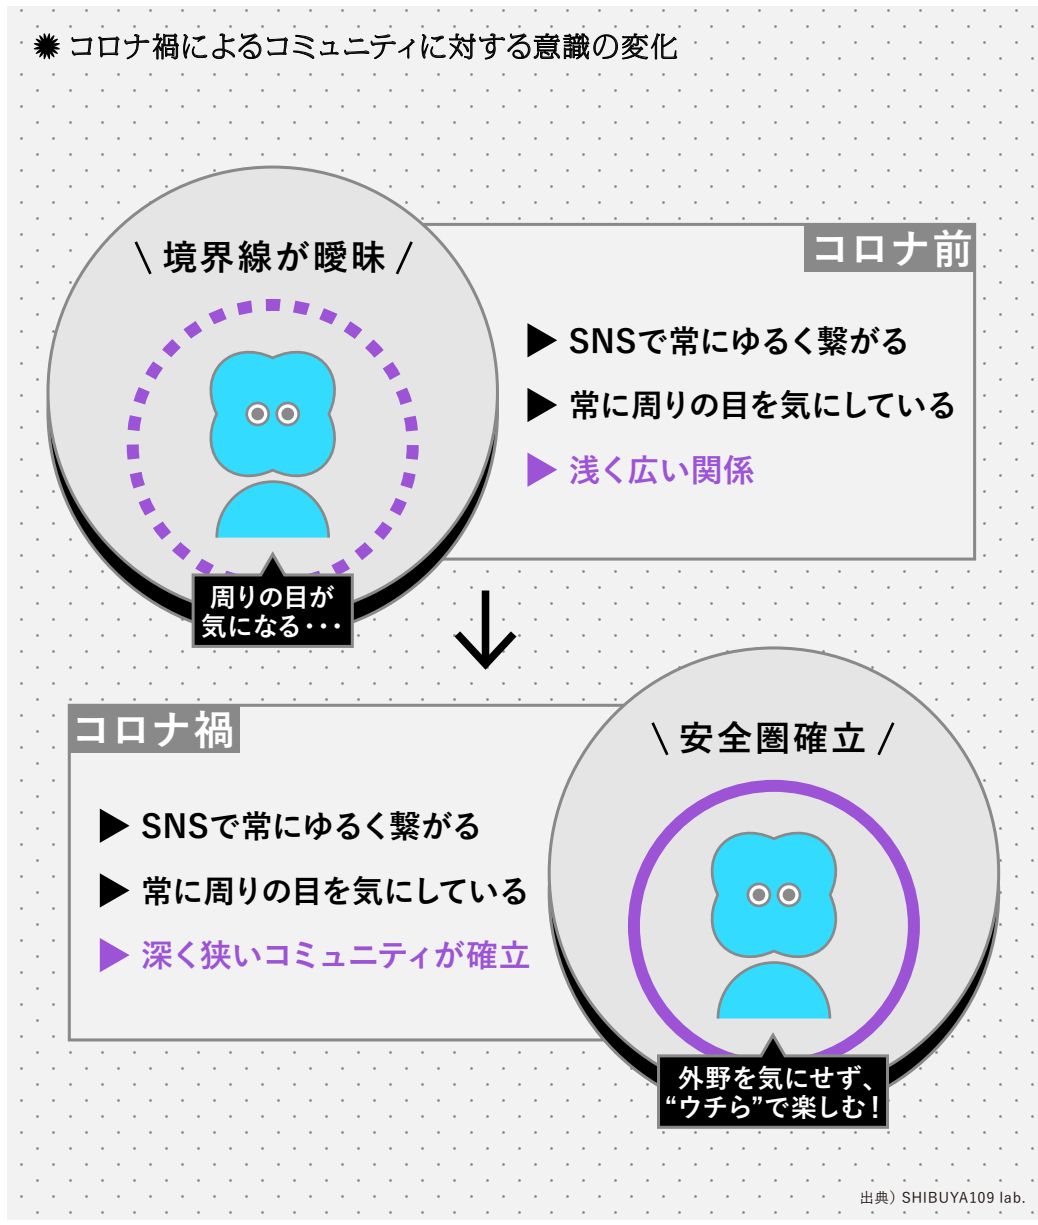 コロナ禍によるコミュニティに対する意識の変化
境界線が曖昧
コロナ前
SNSで常にゆるく繋がる
常に周りの目を気にしている
浅く広い関係
周りの目が
気になる・・・
コロナ禍
安全圏確立
SNSで常にゆるく繋がる
常に周りの目を気にしている
深く狭いコミュニティが確立
外野を気にせず、
“ウチら”で楽しむ！
出典）SHIBUYA109 lab.